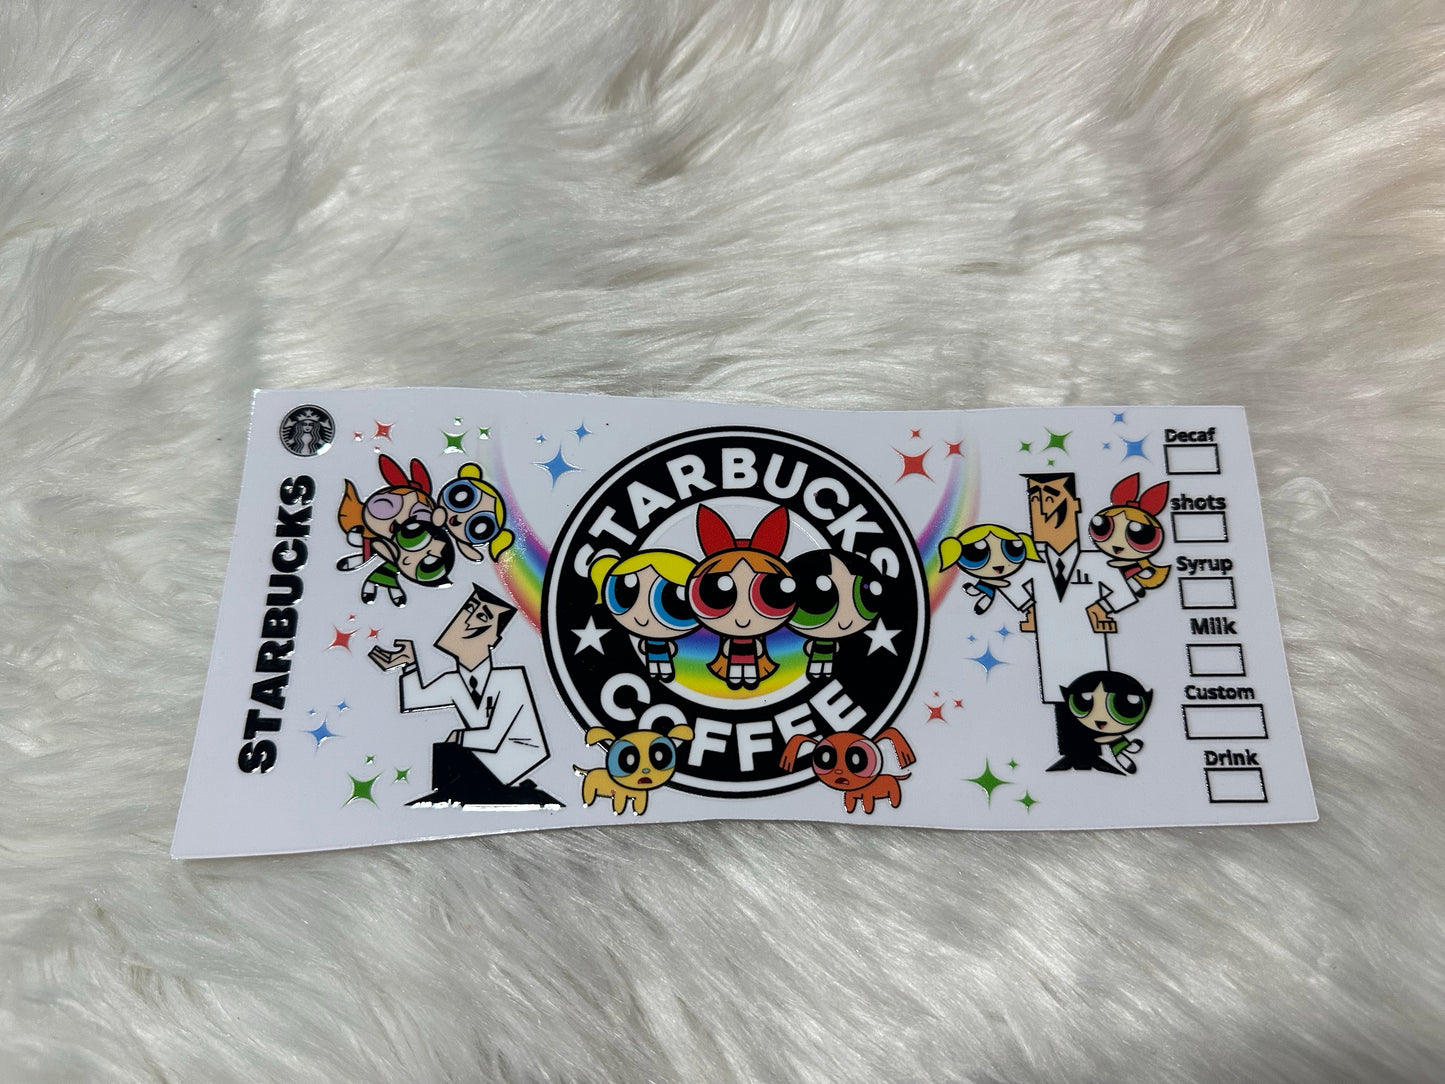 STARBUCKS
STARBUCKS
COFFEE
Decaf
shots
Syrup
Milk
Custom
Drink